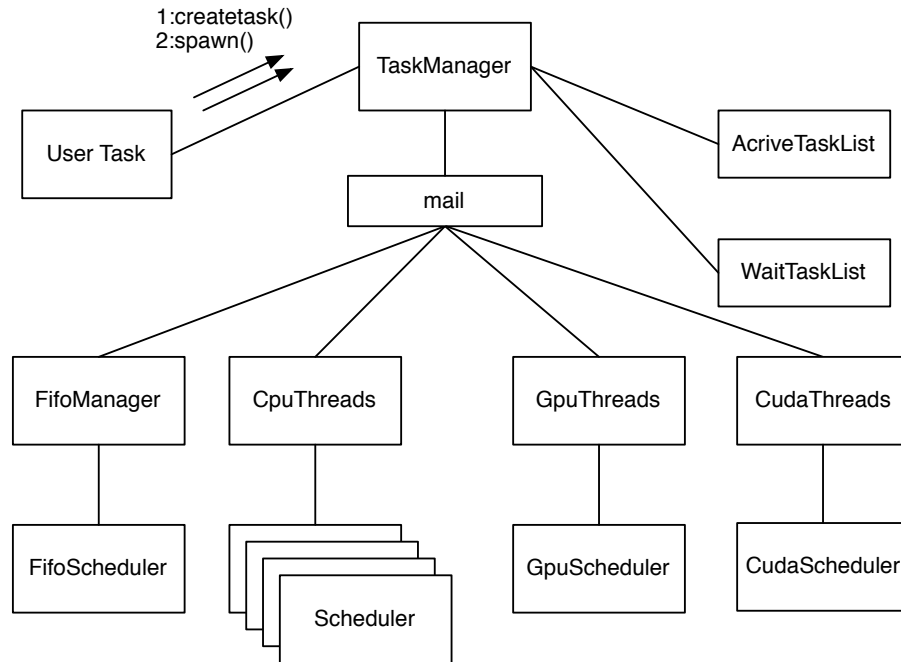 1:createtask()
2:spawn()
TaskManager
User Task
AcriveTaskList
mail
WaitTaskList
FifoManager
CpuThreads
GpuThreads
CudaThreads
FifoScheduler
GpuScheduler
CudaScheduler
Scheduler